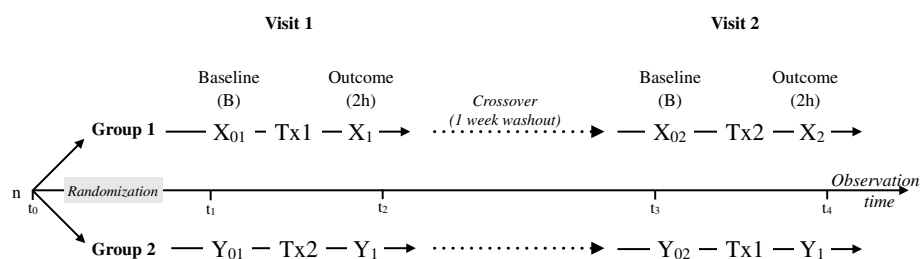 Visit 1 Visit 2
Baseline Outcome Baseline Outcome
(B) (2h) Crossover (B) (2h)
(1 week washout)
Group 1 X01 Tx1 X1 X02 Tx2 X2
n Randomization Observation
time
t0 t1 t2 t3 t4
Group 2 Y01 Tx2 Y1 Y02 Tx1 Y1